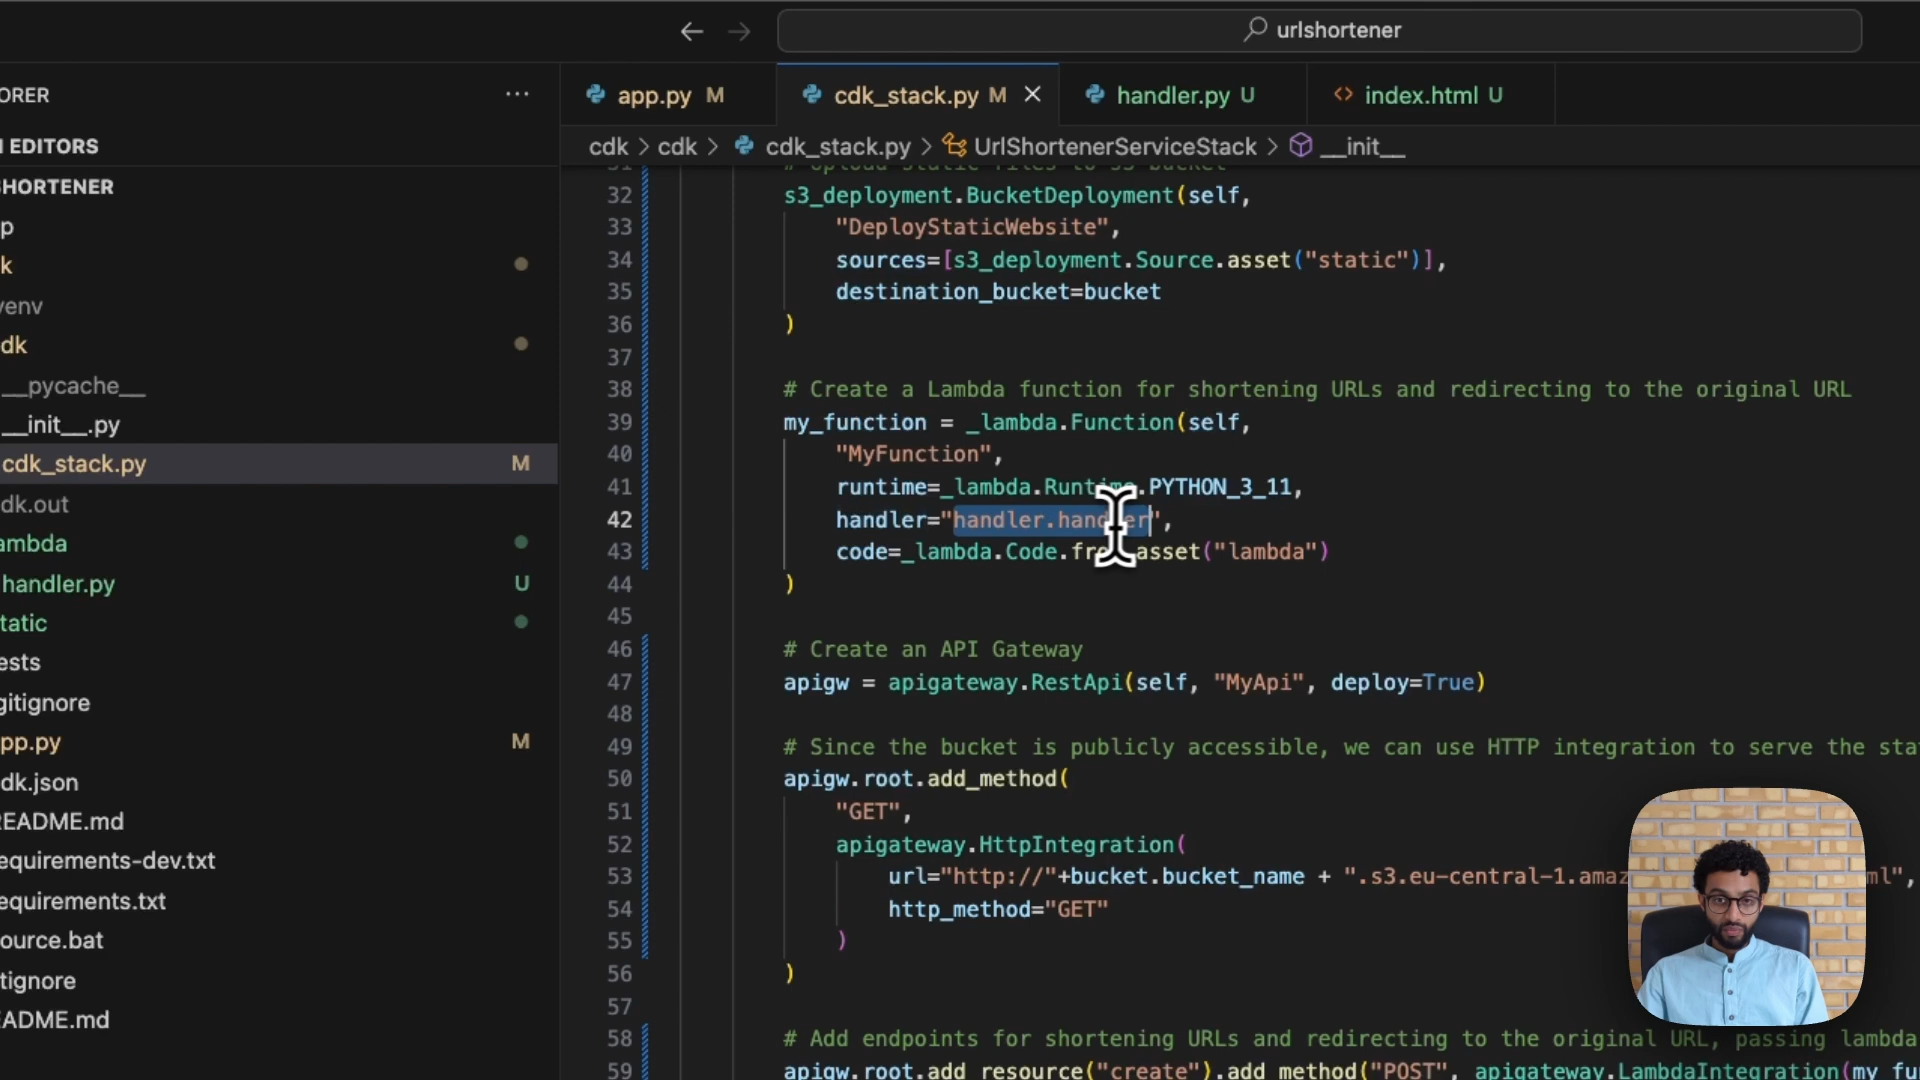 urlshortener
ORER
app.py M
cdk_stack.py M
handler.py U
index.html U
EDITORS
cdk > cdk > cdk_stack.py > UrlShortenerServiceStack > __init__
SHORTENER
32 s3_deployment.BucketDeployment(self,
p
33 "DeployStaticWebsite",
k
34 sources=[s3_deployment.Source.asset("static")],
venv
35 destination_bucket=bucket
dk
36 )
37
__pycache__
38 # Create a Lambda function for shortening URLs and redirecting to the original URL
__init__.py
39 my_function = _lambda.Function(self,
cdk_stack.py M
40 "MyFunction",
dk.out
41 runtime=_lambda.Runtime.PYTHON_3_11,
42 handler="handler.handler",
ambda
43 code=_lambda.Code.from_asset("lambda")
handler.py U
44 )
tatic
45
46 # Create an API Gateway
ests
47 apigw = apigateway.RestApi(self, "MyApi", deploy=True)
gitignore
48
pp.py M
49 # Since the bucket is publicly accessible, we can use HTTP integration to serve the sta
dk.json
50 apigw.root.add_method(
README.md
51 "GET",
52 apigateway.HttpIntegration(
equirements-dev.txt
53 url="http://"+bucket.bucket_name + ".s3.eu-central-1.amaz ml",
equirements.txt
54 http_method="GET"
ource.bat
55 )
tignore
56 )
57
ADME.md
58 # Add endpoints for shortening URLs and redirecting to the original URL, passing lambda
59 apigw.root.add_resource("create").add_method("POST", apigateway.LambdaIntegration(my_fu